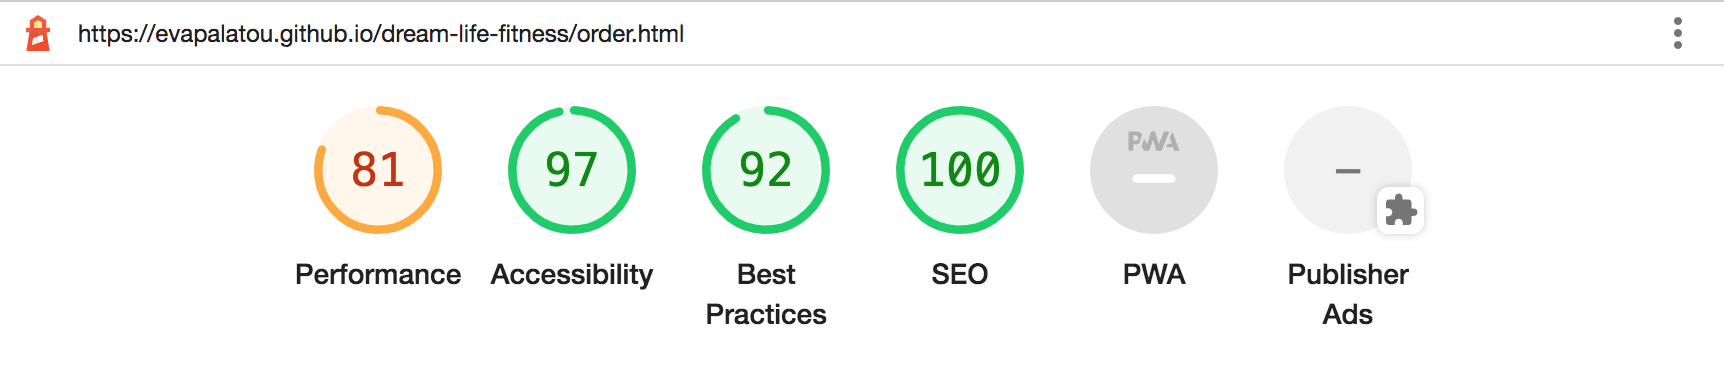 https://evapalatou.github.io/dream-life-fitness/order.html
81 97 92 100 PWA –
Performance Accessibility Best SEO PWA Publisher
Practices Ads